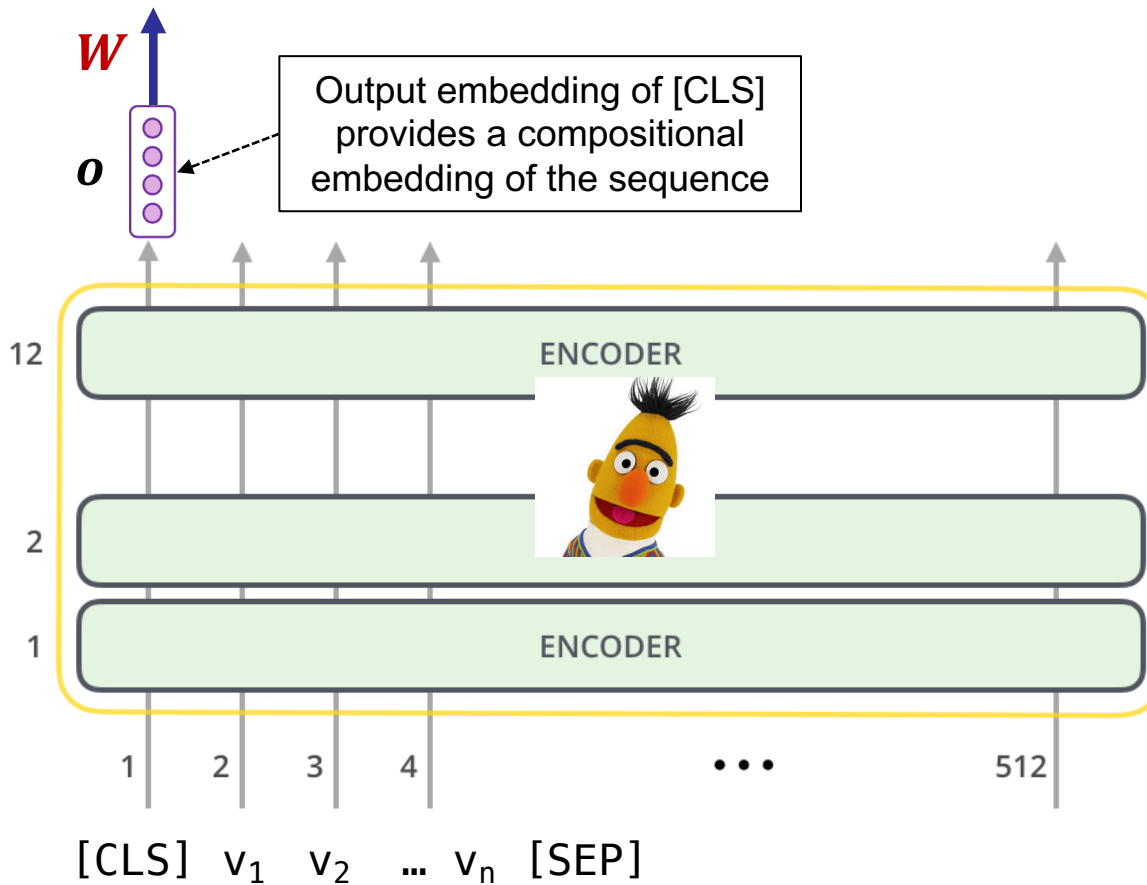 W
o
Output embedding of [CLS]
provides a compositional
embedding of the sequence
12 ENCODER
2
1 ENCODER
1 2 3 4 ••• 512
[CLS] v₁ v₂ … vₙ [SEP]